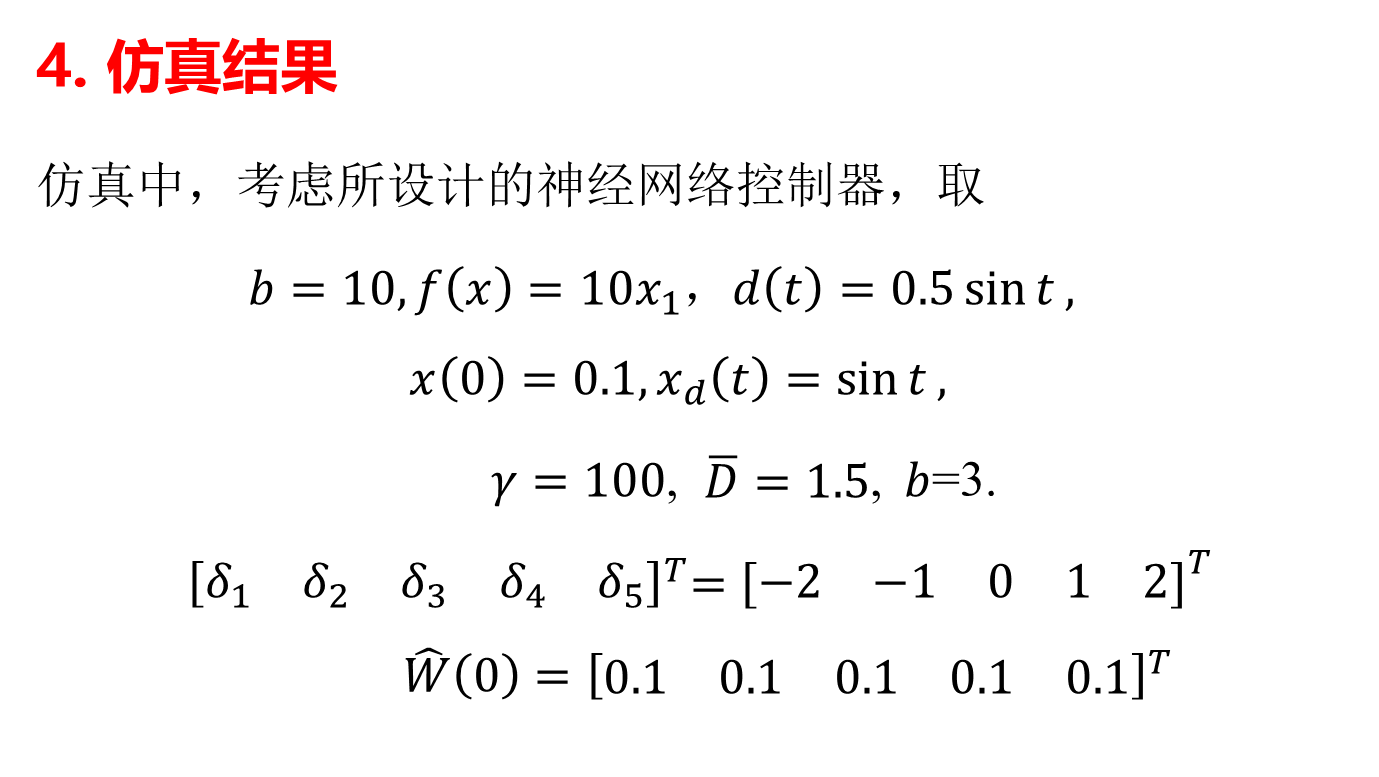 4. 仿真结果
仿真中，考虑所设计的神经网络控制器，取
b = 10, f(x) = 10x₁，d(t) = 0.5 sin t ,
x(0) = 0.1, x_d(t) = sin t ,
γ = 100, D̅ = 1.5, b=3.
[δ₁ δ₂ δ₃ δ₄ δ₅]ᵀ = [−2 −1 0 1 2]ᵀ
Ŵ(0) = [0.1 0.1 0.1 0.1 0.1]ᵀ